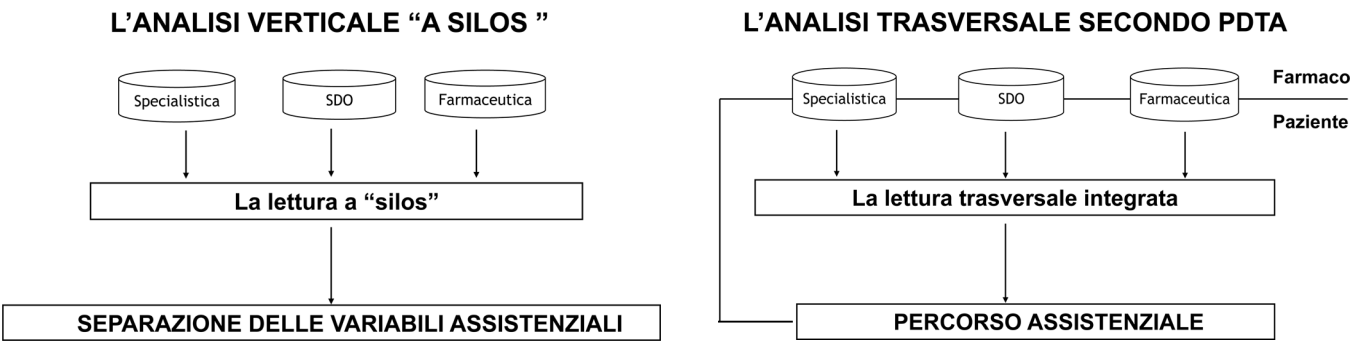 L’ANALISI VERTICALE “A SILOS ”
Specialistica
SDO
Farmaceutica
La lettura a “silos”
SEPARAZIONE DELLE VARIABILI ASSISTENZIALI
L’ANALISI TRASVERSALE SECONDO PDTA
Farmaco
Specialistica
SDO
Farmaceutica
Paziente
La lettura trasversale integrata
PERCORSO ASSISTENZIALE